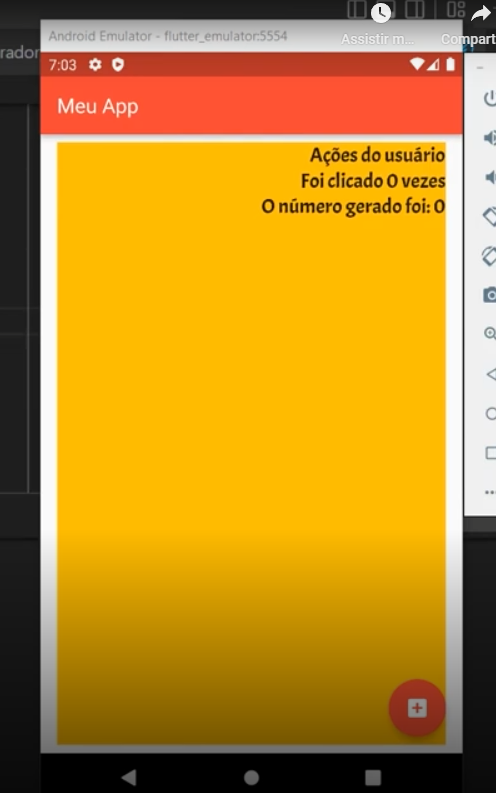 Android Emulator - flutter_emulator:5554
Assistir m...
Compart
rador
7:03
Meu App
Ações do usuário
Foi clicado 0 vezes
O número gerado foi: 0